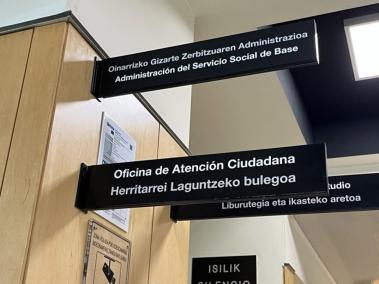 Oinarrizko Gizarte Zerbitzuaren Administrazioa
Administración del Servicio Social de Base
Oficina de Atención Ciudadana
Herritarrei Laguntzeko bulegoa
Liburutegia eta ikasteko aretoa
ISILIK
SILENCIO